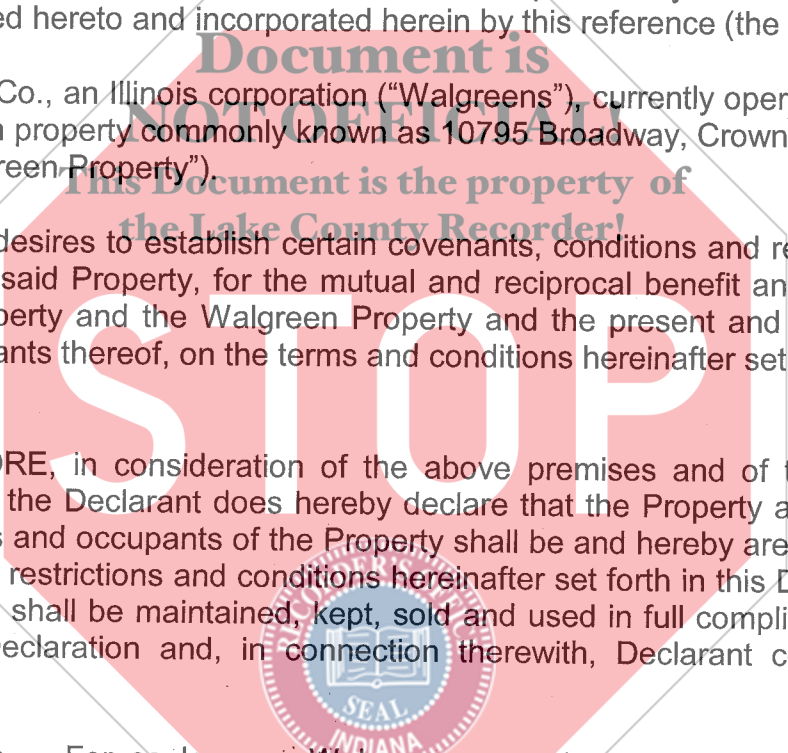 ed hereto and incorporated herein by this reference (the
Document is
Co., an Illinois corporation ("Walgreens"), currently oper
NOT OFFICIAL!
n property commonly known as 10795 Broadway, Crown
reen Property").
This Document is the property of
the Lake County Recorder!
desires to establish certain covenants, conditions and re
said Property, for the mutual and reciprocal benefit an
perty and the Walgreen Property and the present and
ants thereof, on the terms and conditions hereinafter set
STOP
ORE, in consideration of the above premises and of t
the Declarant does hereby declare that the Property a
s and occupants of the Property shall be and hereby are
restrictions and conditions hereinafter set forth in this D
shall be maintained, kept, sold and used in full compli
eclaration and, in connection therewith, Declarant c
RECORDER'S OFFICE
SEAL
INDIANA